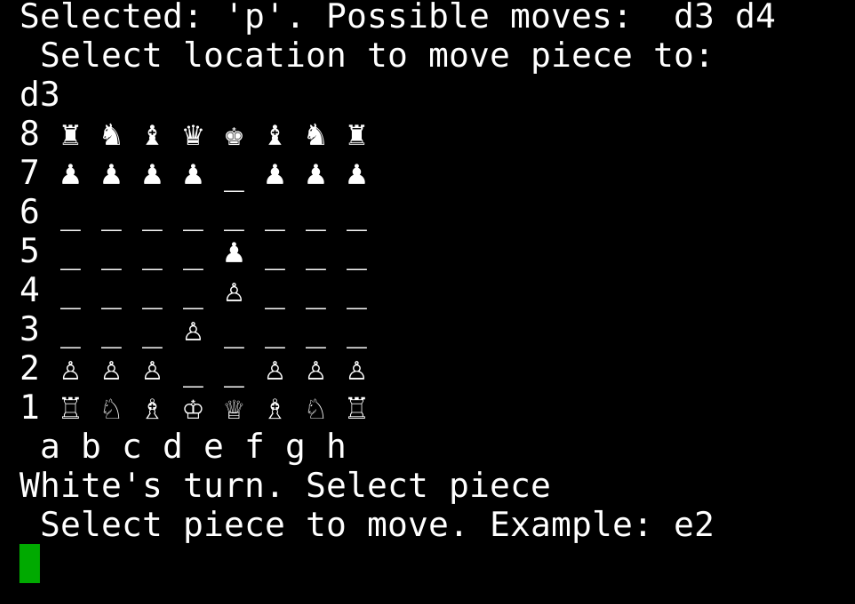 Selected: 'p'. Possible moves:  d3 d4
 Select location to move piece to:
d3
8 ♜ ♞ ♝ ♛ ♚ ♝ ♞ ♜
7 ♟ ♟ ♟ ♟ _ ♟ ♟ ♟
6 _ _ _ _ _ _ _ _
5 _ _ _ _ ♟ _ _ _
4 _ _ _ _ ♙ _ _ _
3 _ _ _ ♙ _ _ _ _
2 ♙ ♙ ♙ _ _ ♙ ♙ ♙
1 ♖ ♘ ♗ ♔ ♕ ♗ ♘ ♖
 a b c d e f g h
White's turn. Select piece
 Select piece to move. Example: e2